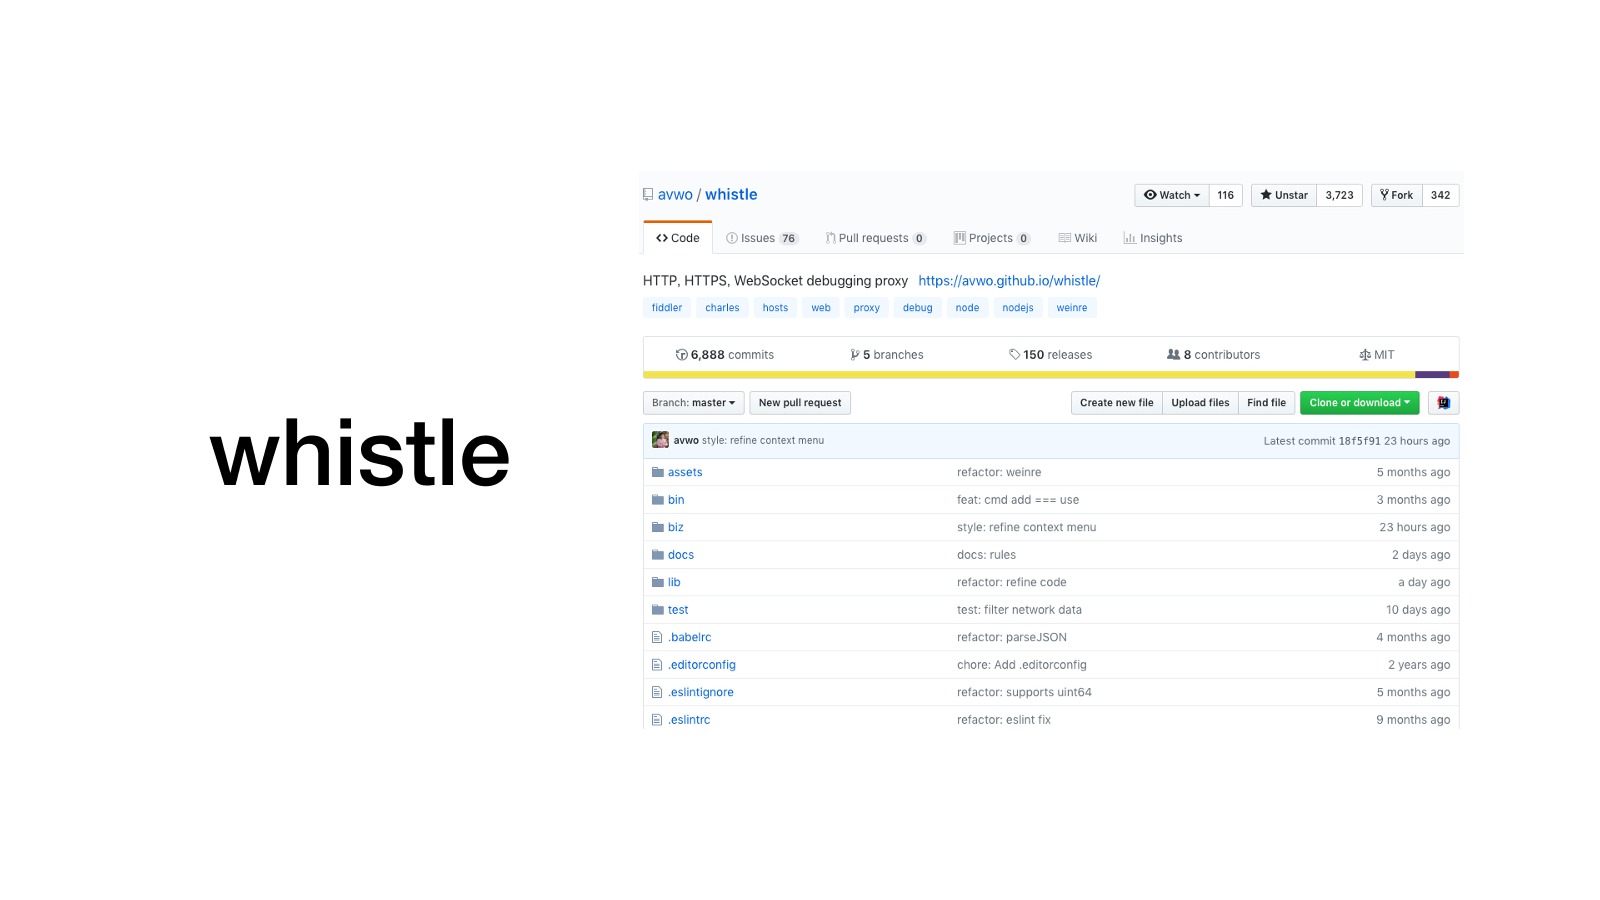 whistle
avwo / whistle
Watch 116 Unstar 3,723 Fork 342
Code Issues 76 Pull requests 0 Projects 0 Wiki Insights
HTTP, HTTPS, WebSocket debugging proxy https://avwo.github.io/whistle/
fiddler charles hosts web proxy debug node nodejs weinre
6,888 commits 5 branches 150 releases 8 contributors MIT
Branch: master New pull request Create new file Upload files Find file Clone or download
avwo style: refine context menu Latest commit 18f5f91 23 hours ago
assets refactor: weinre 5 months ago
bin feat: cmd add === use 3 months ago
biz style: refine context menu 23 hours ago
docs docs: rules 2 days ago
lib refactor: refine code a day ago
test test: filter network data 10 days ago
.babelrc refactor: parseJSON 4 months ago
.editorconfig chore: Add .editorconfig 2 years ago
.eslintignore refactor: supports uint64 5 months ago
.eslintrc refactor: eslint fix 9 months ago